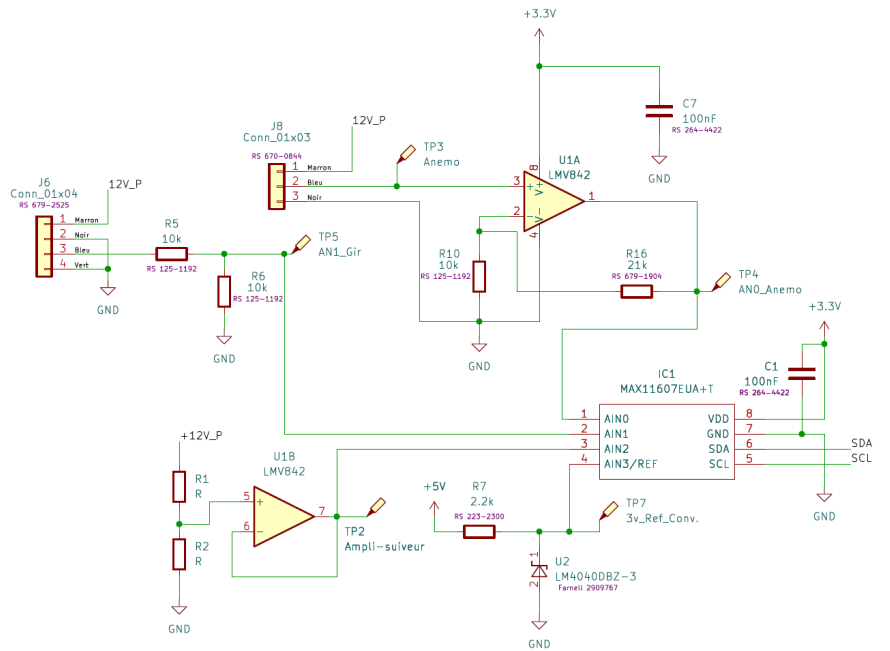 +3.3V
C7
100nF
RS 264-4422
GND
J8
Conn_01x03
RS 670-0844
12V_P
1 Marron
2 Bleu
3 Noir
TP3
Anemo
U1A
LMV842
8
V+
3
+
2
-
V-
4
1
J6
Conn_01x04
RS 679-2525
12V_P
1 Marron
2 Noir
3 Bleu
4 Vert
GND
R5
10k
RS 125-1192
R6
10k
RS 125-1192
GND
TP5
AN1_Gir
R10
10k
RS 125-1192
GND
R16
21k
RS 679-1904
TP4
AN0_Anemo
+3.3V
C1
100nF
RS 264-4422
IC1
MAX11607EUA+T
1 AIN0 VDD 8
2 AIN1 GND 7
3 AIN2 SDA 6 SDA
4 AIN3/REF SCL 5 SCL
GND
+12V_P
R1
R
R2
R
GND
U1B
LMV842
5
+
6
-
7
TP2
Ampli-suiveur
+5V
R7
2.2k
RS 223-2300
TP7
3v_Ref_Conv.
1
2
U2
LM4040DBZ-3
Farnell 2909767
GND